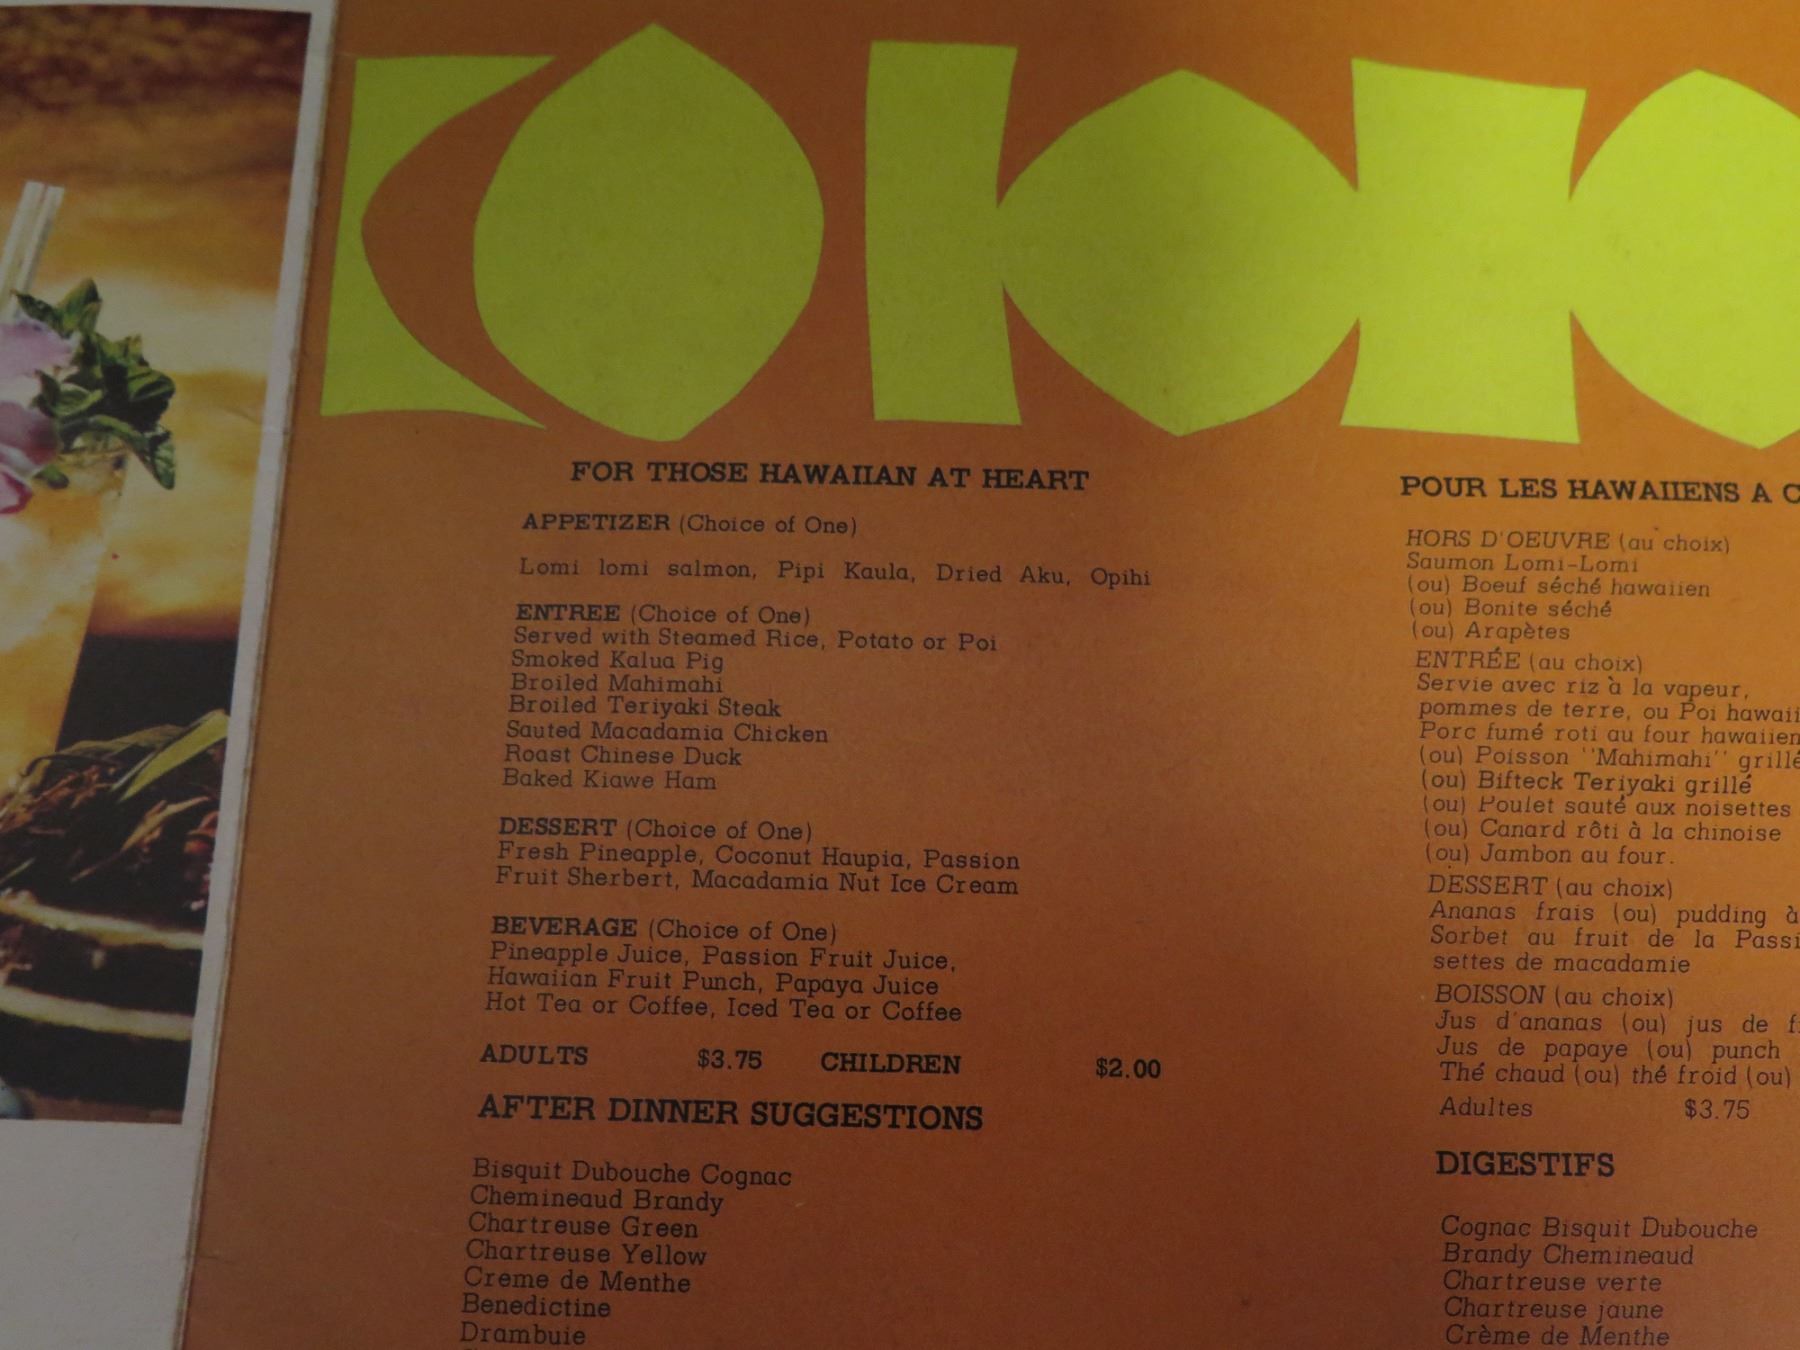 FOR THOSE HAWAIIAN AT HEART
APPETIZER (Choice of One)
Lomi lomi salmon, Pipi Kaula, Dried Aku, Opihi
ENTREE (Choice of One)
Served with Steamed Rice, Potato or Poi
Smoked Kalua Pig
Broiled Mahimahi
Broiled Teriyaki Steak
Sauted Macadamia Chicken
Roast Chinese Duck
Baked Kiawe Ham
DESSERT (Choice of One)
Fresh Pineapple, Coconut Haupia, Passion
Fruit Sherbert, Macadamia Nut Ice Cream
BEVERAGE (Choice of One)
Pineapple Juice, Passion Fruit Juice,
Hawaiian Fruit Punch, Papaya Juice
Hot Tea or Coffee, Iced Tea or Coffee
ADULTS $3.75 CHILDREN $2.00
AFTER DINNER SUGGESTIONS
Bisquit Dubouche Cognac
Chemineaud Brandy
Chartreuse Green
Chartreuse Yellow
Creme de Menthe
Benedictine
Drambuie
POUR LES HAWAIIENS A
HORS D'OEUVRE (au choix)
Saumon Lomi-Lomi
(ou) Boeuf séché hawaiien
(ou) Bonite séché
(ou) Arapètes
ENTRÉE (au choix)
Servie avec riz à la vapeur,
pommes de terre, ou Poi
Porc fumé roti au four hawaiien
(ou) Poisson ''Mahimahi'' grillé
(ou) Bifteck Teriyaki grillé
(ou) Poulet sauté aux noisettes
(ou) Canard rôti à la chinoise
(ou) Jambon au four.
DESSERT (au choix)
Ananas frais (ou) pudding à
Sorbet au fruit de la
settes de macadamie
BOISSON (au choix)
Jus d'ananas (ou) jus de
Jus de papaye (ou) punch
Thé chaud (ou) thé froid (ou)
Adultes $3.75
DIGESTIFS
Cognac Bisquit Dubouche
Brandy Chemineaud
Chartreuse verte
Chartreuse jaune
Crème de Menthe